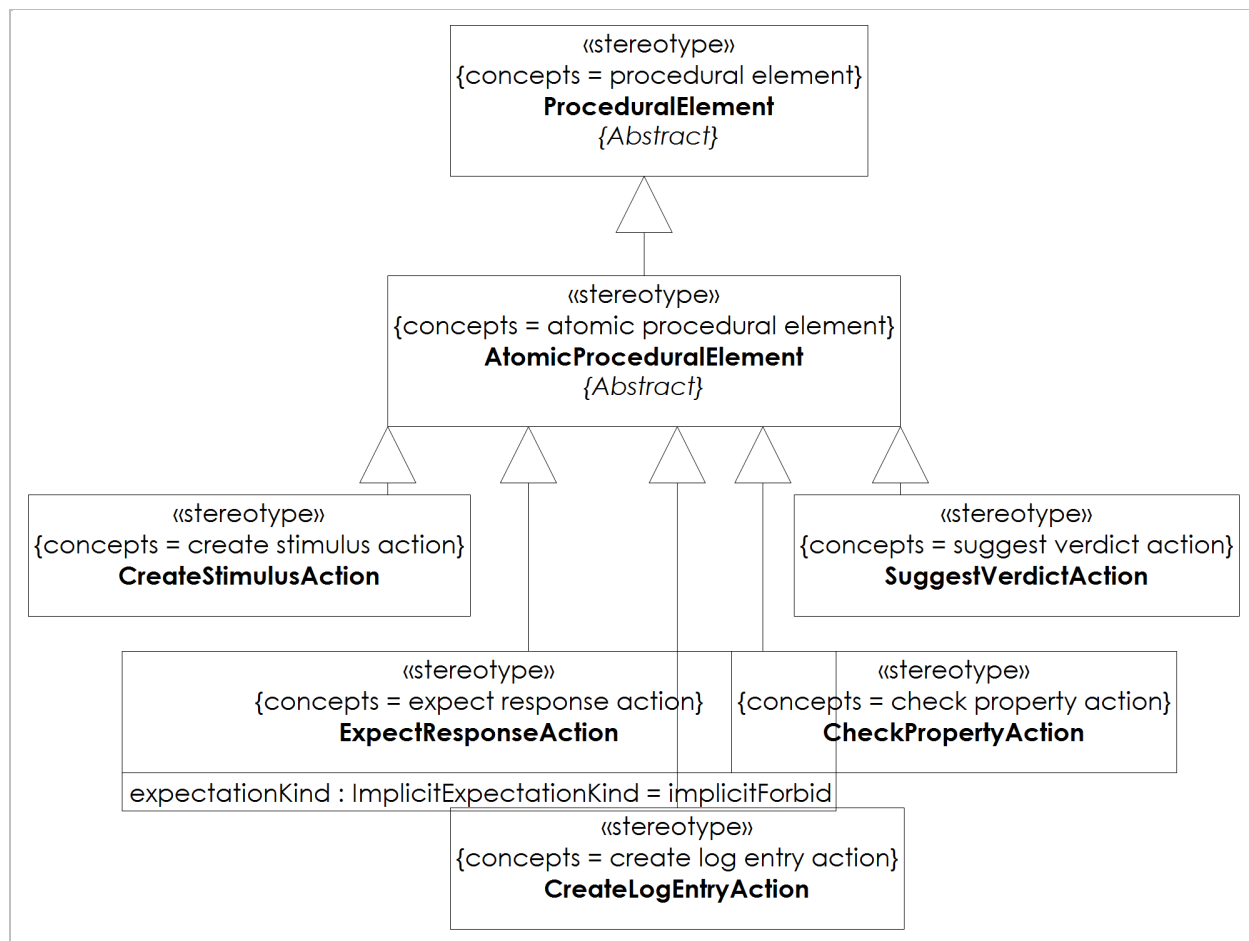 «stereotype»
{concepts = procedural element}
ProceduralElement
{Abstract}
«stereotype»
{concepts = atomic procedural element}
AtomicProceduralElement
{Abstract}
«stereotype»
{concepts = create stimulus action}
CreateStimulusAction
«stereotype»
{concepts = suggest verdict action}
SuggestVerdictAction
«stereotype»
{concepts = expect response action}
ExpectResponseAction
expectationKind : ImplicitExpectationKind = implicitForbid
«stereotype»
{concepts = check property action}
CheckPropertyAction
«stereotype»
{concepts = create log entry action}
CreateLogEntryAction